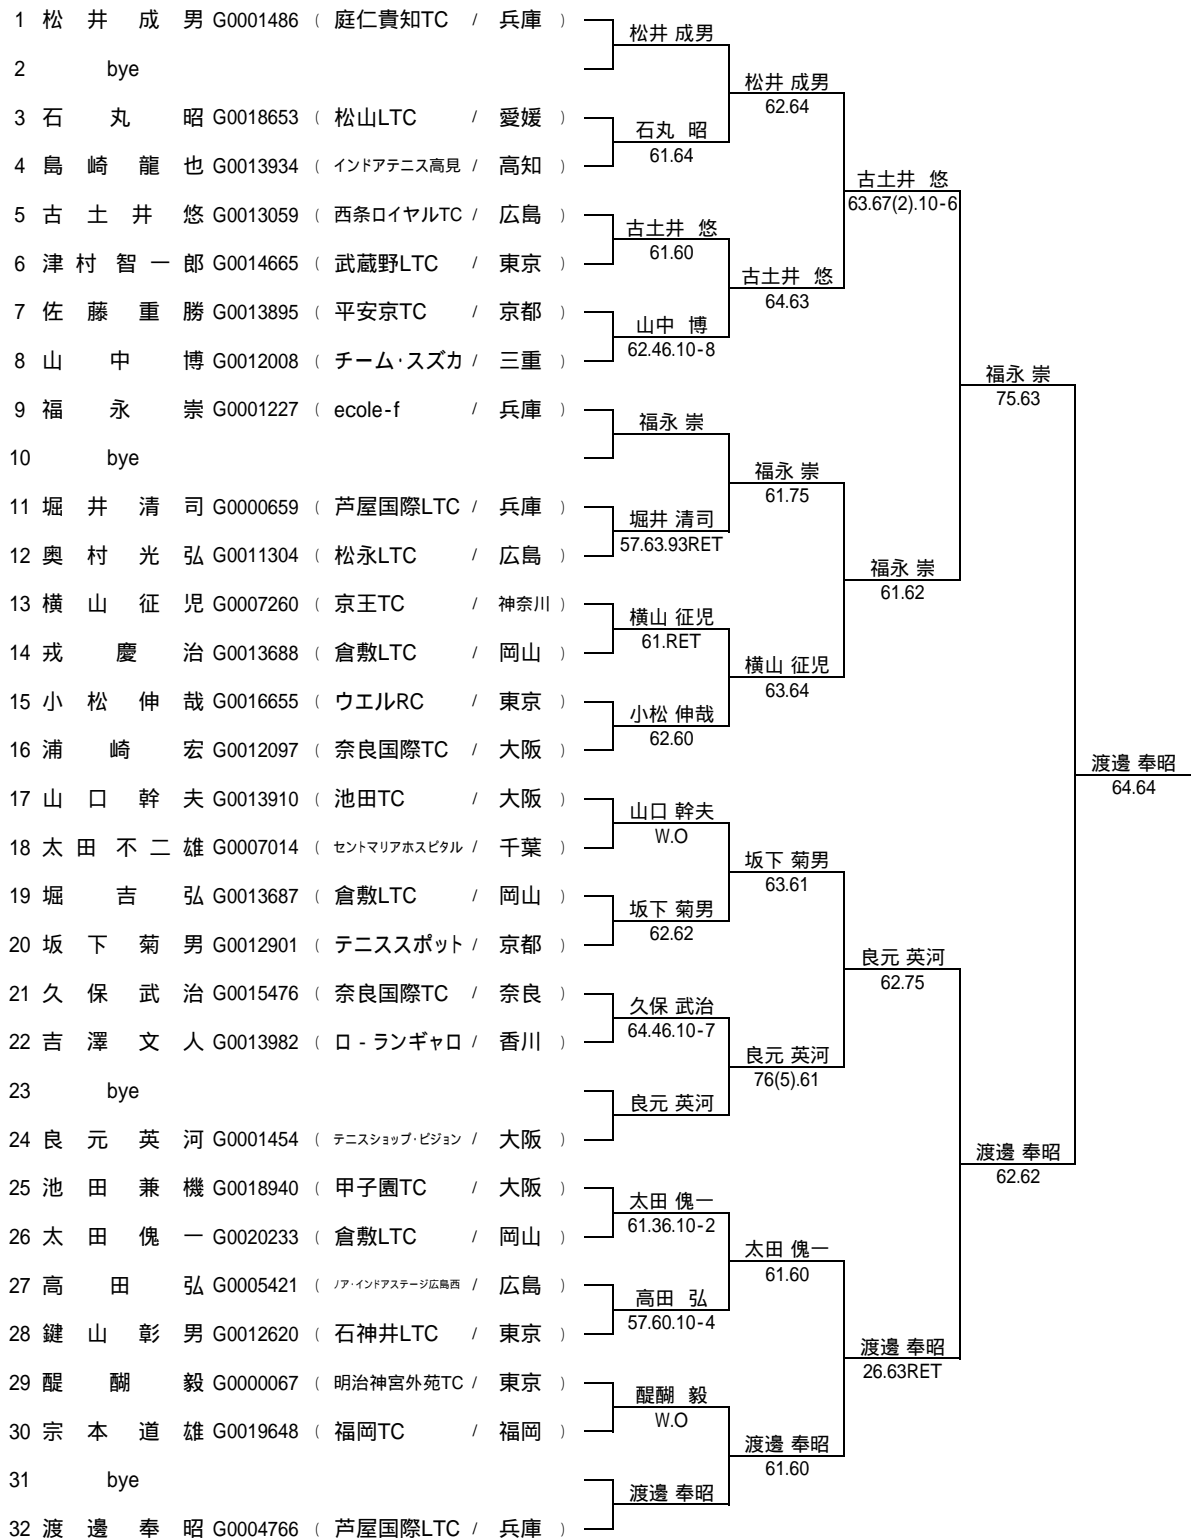 1 松 井 成 男 G0001486 ( 庭仁貴知TC / 兵庫 )
松井 成男
2 bye
松井 成男
62.64
3 石 丸 昭 G0018653 ( 松山LTC / 愛媛 )
石丸 昭
61.64
4 島 崎 龍 也 G0013934 ( インドアテニス高見 / 高知 )
古土井 悠
63.67(2).10-6
5 古 土 井 悠 G0013059 ( 西条ロイヤルTC / 広島 )
古土井 悠
61.60
6 津 村 智 一 郎 G0014665 ( 武蔵野LTC / 東京 )
古土井 悠
64.63
7 佐 藤 重 勝 G0013895 ( 平安京TC / 京都 )
山中 博
62.46.10-8
8 山 中 博 G0012008 ( チーム・スズカ / 三重 )
福永 崇
75.63
9 福 永 崇 G0001227 ( ecole-f / 兵庫 )
福永 崇
10 bye
福永 崇
61.75
11 堀 井 清 司 G0000659 ( 芦屋国際LTC / 兵庫 )
堀井 清司
57.63.93RET
12 奥 村 光 弘 G0011304 ( 松永LTC / 広島 )
福永 崇
61.62
13 横 山 征 児 G0007260 ( 京王TC / 神奈川 )
横山 征児
61.RET
14 戎 慶 治 G0013688 ( 倉敷LTC / 岡山 )
横山 征児
63.64
15 小 松 伸 哉 G0016655 ( ウエルRC / 東京 )
小松 伸哉
62.60
16 浦 崎 宏 G0012097 ( 奈良国際TC / 大阪 )
渡邊 奉昭
64.64
17 山 口 幹 夫 G0013910 ( 池田TC / 大阪 )
山口 幹夫
W.O
18 太 田 不 二 雄 G0007014 ( セントマリアホスピタル / 千葉 )
坂下 菊男
63.61
19 堀 吉 弘 G0013687 ( 倉敷LTC / 岡山 )
坂下 菊男
62.62
20 坂 下 菊 男 G0012901 ( テニススポット / 京都 )
良元 英河
62.75
21 久 保 武 治 G0015476 ( 奈良国際TC / 奈良 )
久保 武治
64.46.10-7
22 吉 澤 文 人 G0013982 ( ロ - ランギャロ / 香川 )
良元 英河
76(5).61
23 bye
良元 英河
24 良 元 英 河 G0001454 ( テニスショップ・ビジョン / 大阪 )
渡邊 奉昭
62.62
25 池 田 兼 機 G0018940 ( 甲子園TC / 大阪 )
太田 傀一
61.36.10-2
26 太 田 傀 一 G0020233 ( 倉敷LTC / 岡山 )
太田 傀一
61.60
27 高 田 弘 G0005421 ( ノア・インドアステージ広島西 / 広島 )
高田 弘
57.60.10-4
28 鍵 山 彰 男 G0012620 ( 石神井LTC / 東京 )
渡邊 奉昭
26.63RET
29 醍 醐 毅 G0000067 ( 明治神宮外苑TC / 東京 )
醍醐 毅
W.O
30 宗 本 道 雄 G0019648 ( 福岡TC / 福岡 )
渡邊 奉昭
61.60
31 bye
渡邊 奉昭
32 渡 邊 奉 昭 G0004766 ( 芦屋国際LTC / 兵庫 )